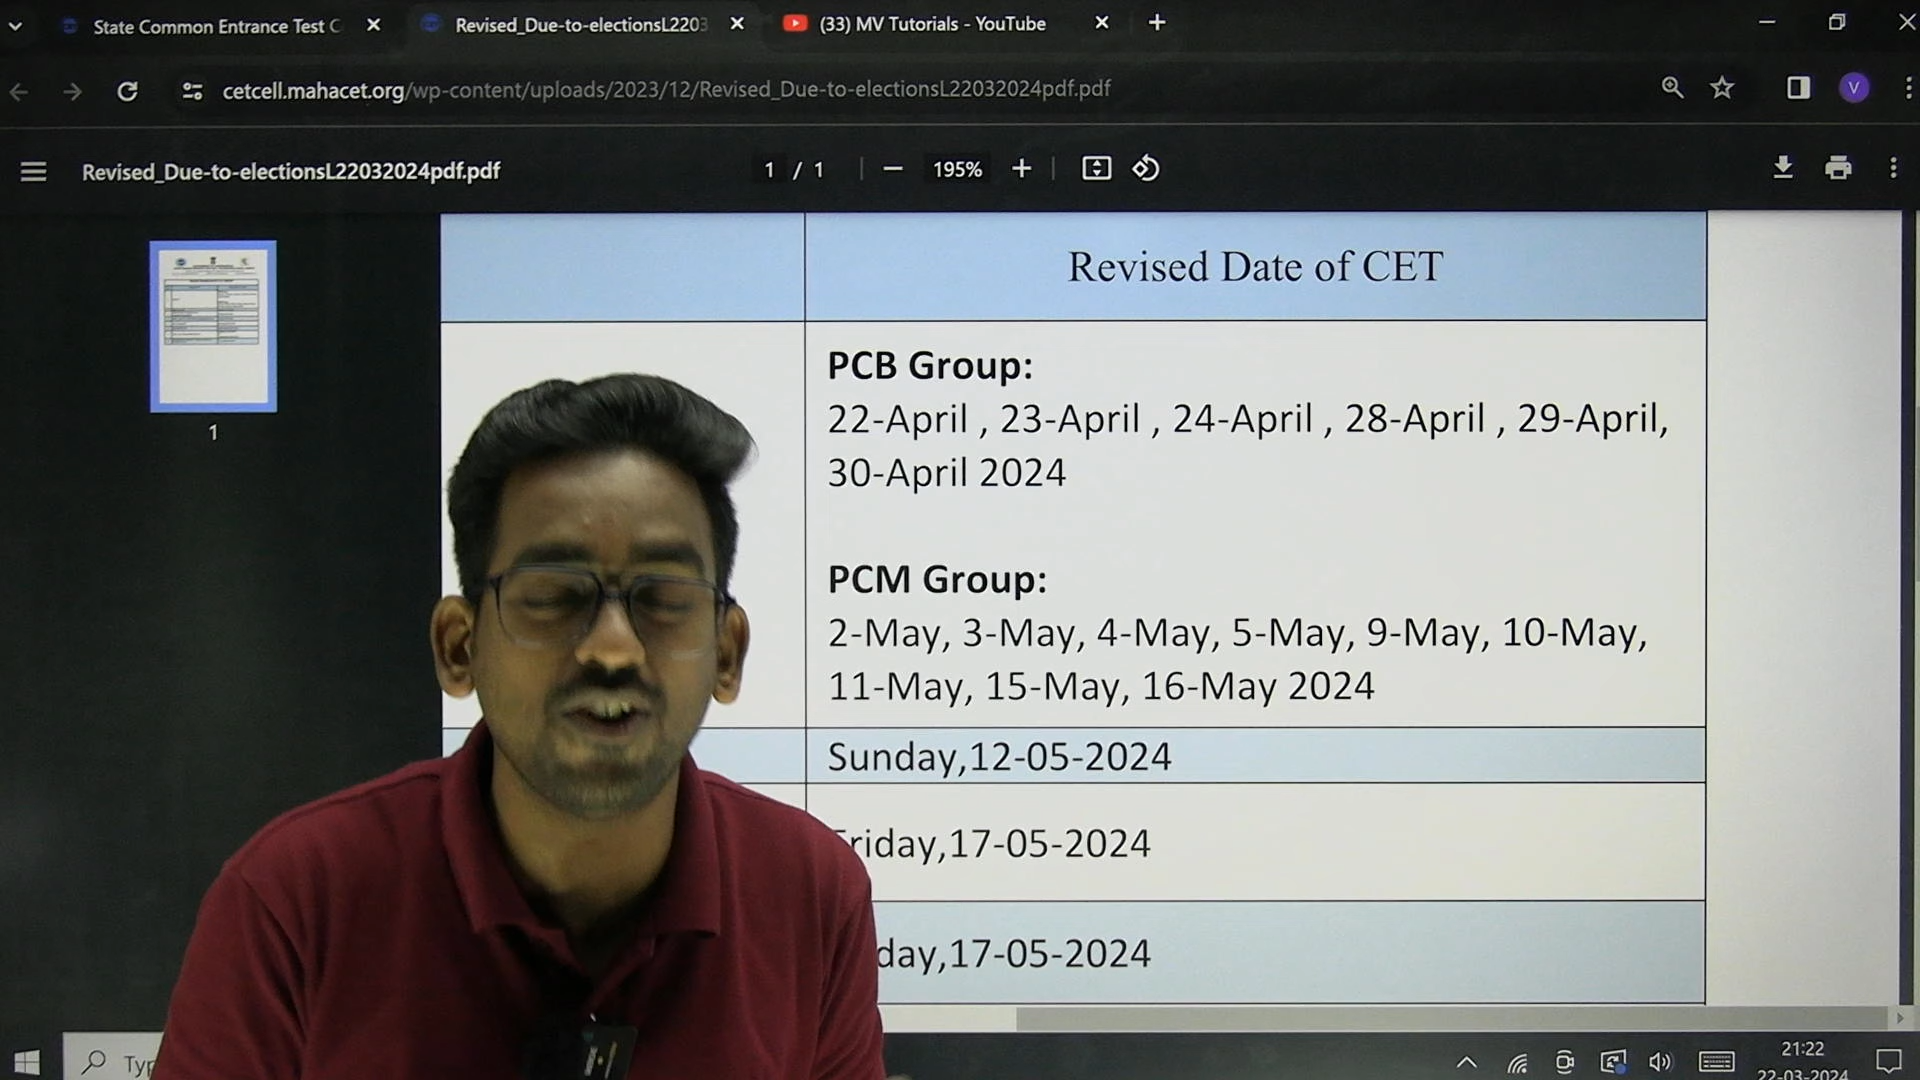 State Common Entrance Test C
Revised_Due-to-electionsL2203
(33) MV Tutorials - YouTube
cetcell.mahacet.org/wp-content/uploads/2023/12/Revised_Due-to-electionsL22032024pdf.pdf
V
Revised_Due-to-electionsL22032024pdf.pdf
1 / 1
195%
1
Revised Date of CET
PCB Group:
22-April , 23-April , 24-April , 28-April , 29-April,
30-April 2024
PCM Group:
2-May, 3-May, 4-May, 5-May, 9-May, 10-May,
11-May, 15-May, 16-May 2024
Sunday,12-05-2024
riday,17-05-2024
day,17-05-2024
Typ
21:22
22-03-2024